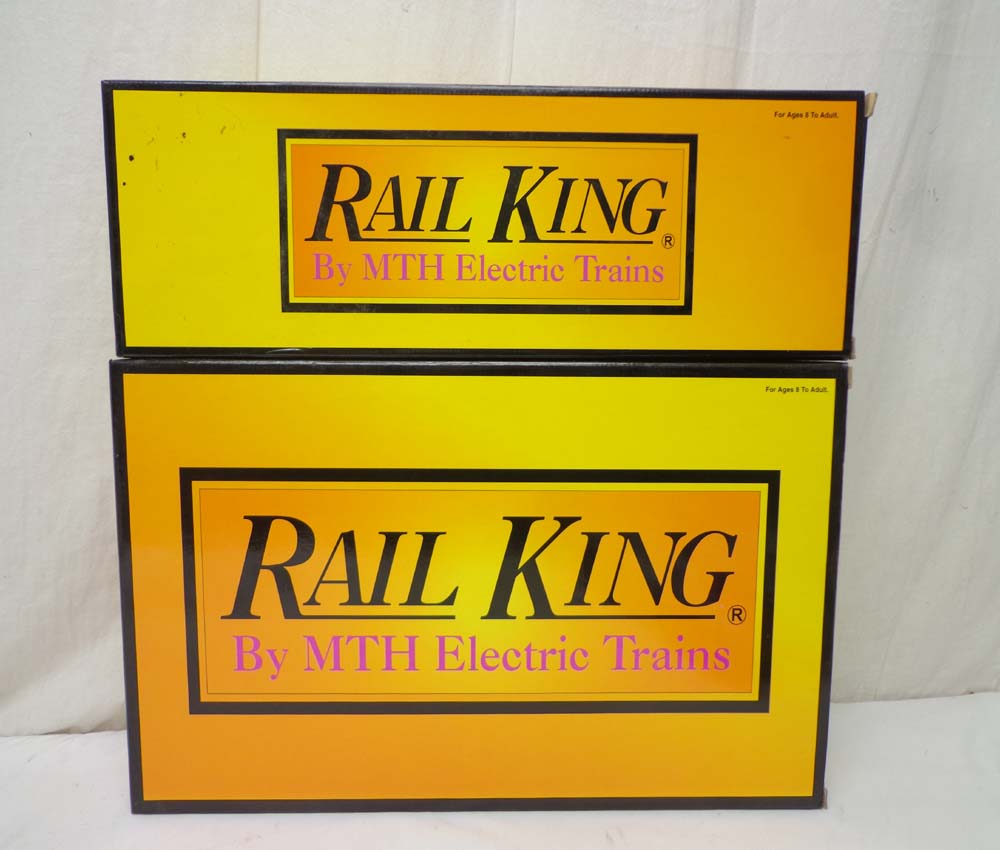 For Ages 8 To Adult.
RAIL KING ®
By MTH Electric Trains
For Ages 8 To Adult.
RAIL KING ®
By MTH Electric Trains